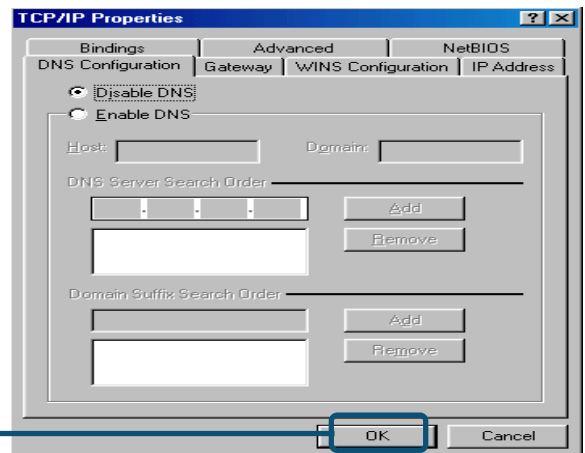 TCP/IP Properties ? X
Bindings Advanced NetBIOS
DNS Configuration Gateway WINS Configuration IP Address
Disable DNS
Enable DNS
Host: Domain:
DNS Server Search Order
. . .
Add
Remove
Domain Suffix Search Order
Add
Remove
OK Cancel